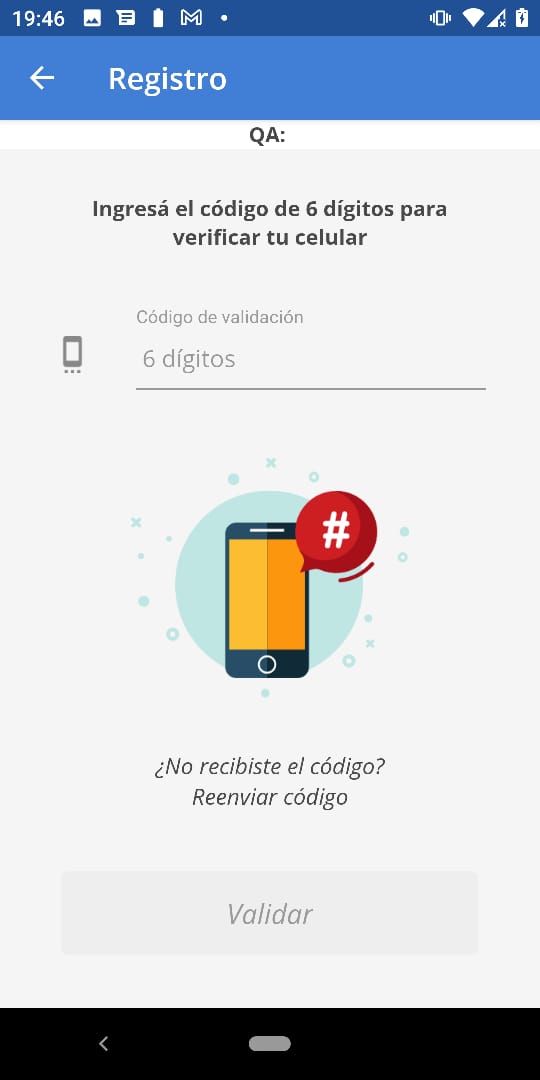 19:46
Registro
QA:
Ingresá el código de 6 dígitos para
verificar tu celular
Código de validación
6 dígitos
#
¿No recibiste el código?
Reenviar código
Validar